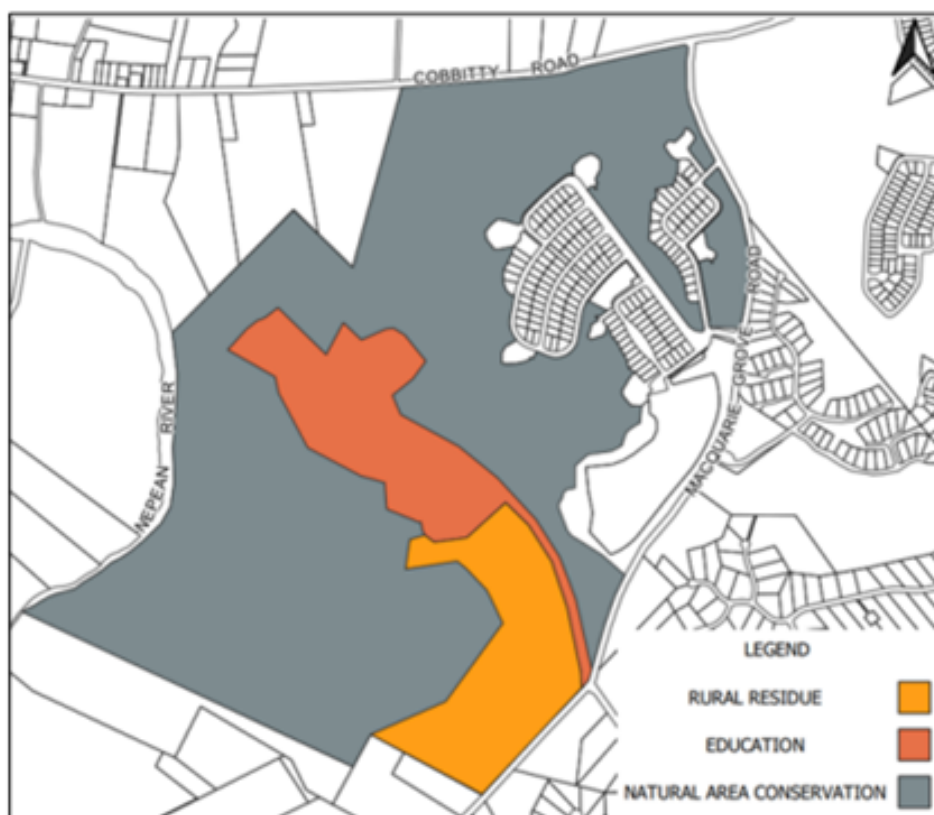 COBBITTY ROAD
NEPEAN RIVER
MACQUARIE GROVE ROAD
LEGEND
RURAL RESIDUE
EDUCATION
NATURAL AREA CONSERVATION